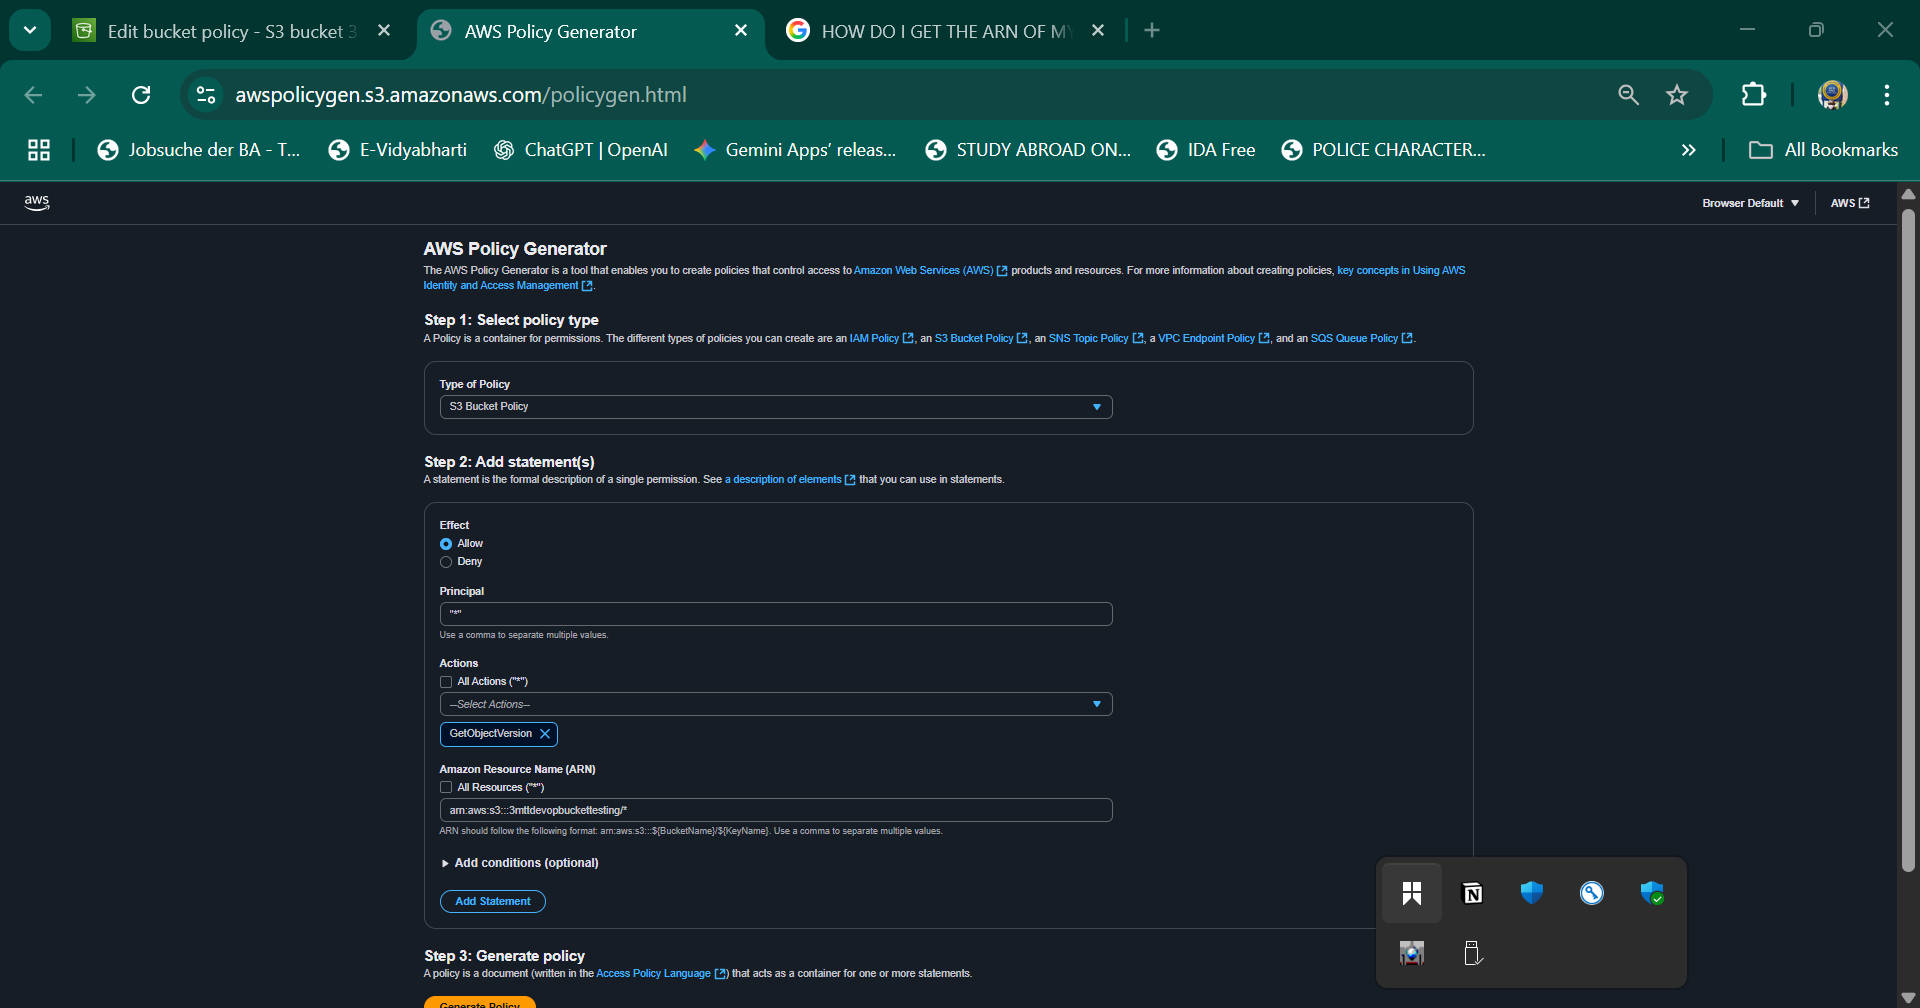 Edit bucket policy - S3 bucket 3
AWS Policy Generator
HOW DO I GET THE ARN OF MY
awspolicygen.s3.amazonaws.com/policygen.html
Jobsuche der BA - T...
E-Vidyabharti
ChatGPT | OpenAI
Gemini Apps' releas...
STUDY ABROAD ON...
IDA Free
POLICE CHARACTER...
All Bookmarks
aws
Browser Default
AWS
AWS Policy Generator
The AWS Policy Generator is a tool that enables you to create policies that control access to Amazon Web Services (AWS) products and resources. For more information about creating policies, key concepts in Using AWS
Identity and Access Management.
Step 1: Select policy type
A Policy is a container for permissions. The different types of policies you can create are an IAM Policy, an S3 Bucket Policy, an SNS Topic Policy, a VPC Endpoint Policy, and an SQS Queue Policy.
Type of Policy
S3 Bucket Policy
Step 2: Add statement(s)
A statement is the formal description of a single permission. See a description of elements that you can use in statements.
Effect
Allow
Deny
Principal
"*"
Use a comma to separate multiple values.
Actions
All Actions ("*")
--Select Actions--
GetObjectVersion
Amazon Resource Name (ARN)
All Resources ("*")
arn:aws:s3:::3mttdevopbuckettesting/*
ARN should follow the following format: arn:aws:s3:::${BucketName}/${KeyName}. Use a comma to separate multiple values.
Add conditions (optional)
Add Statement
Step 3: Generate policy
A policy is a document (written in the Access Policy Language) that acts as a container for one or more statements.
Generate Policy